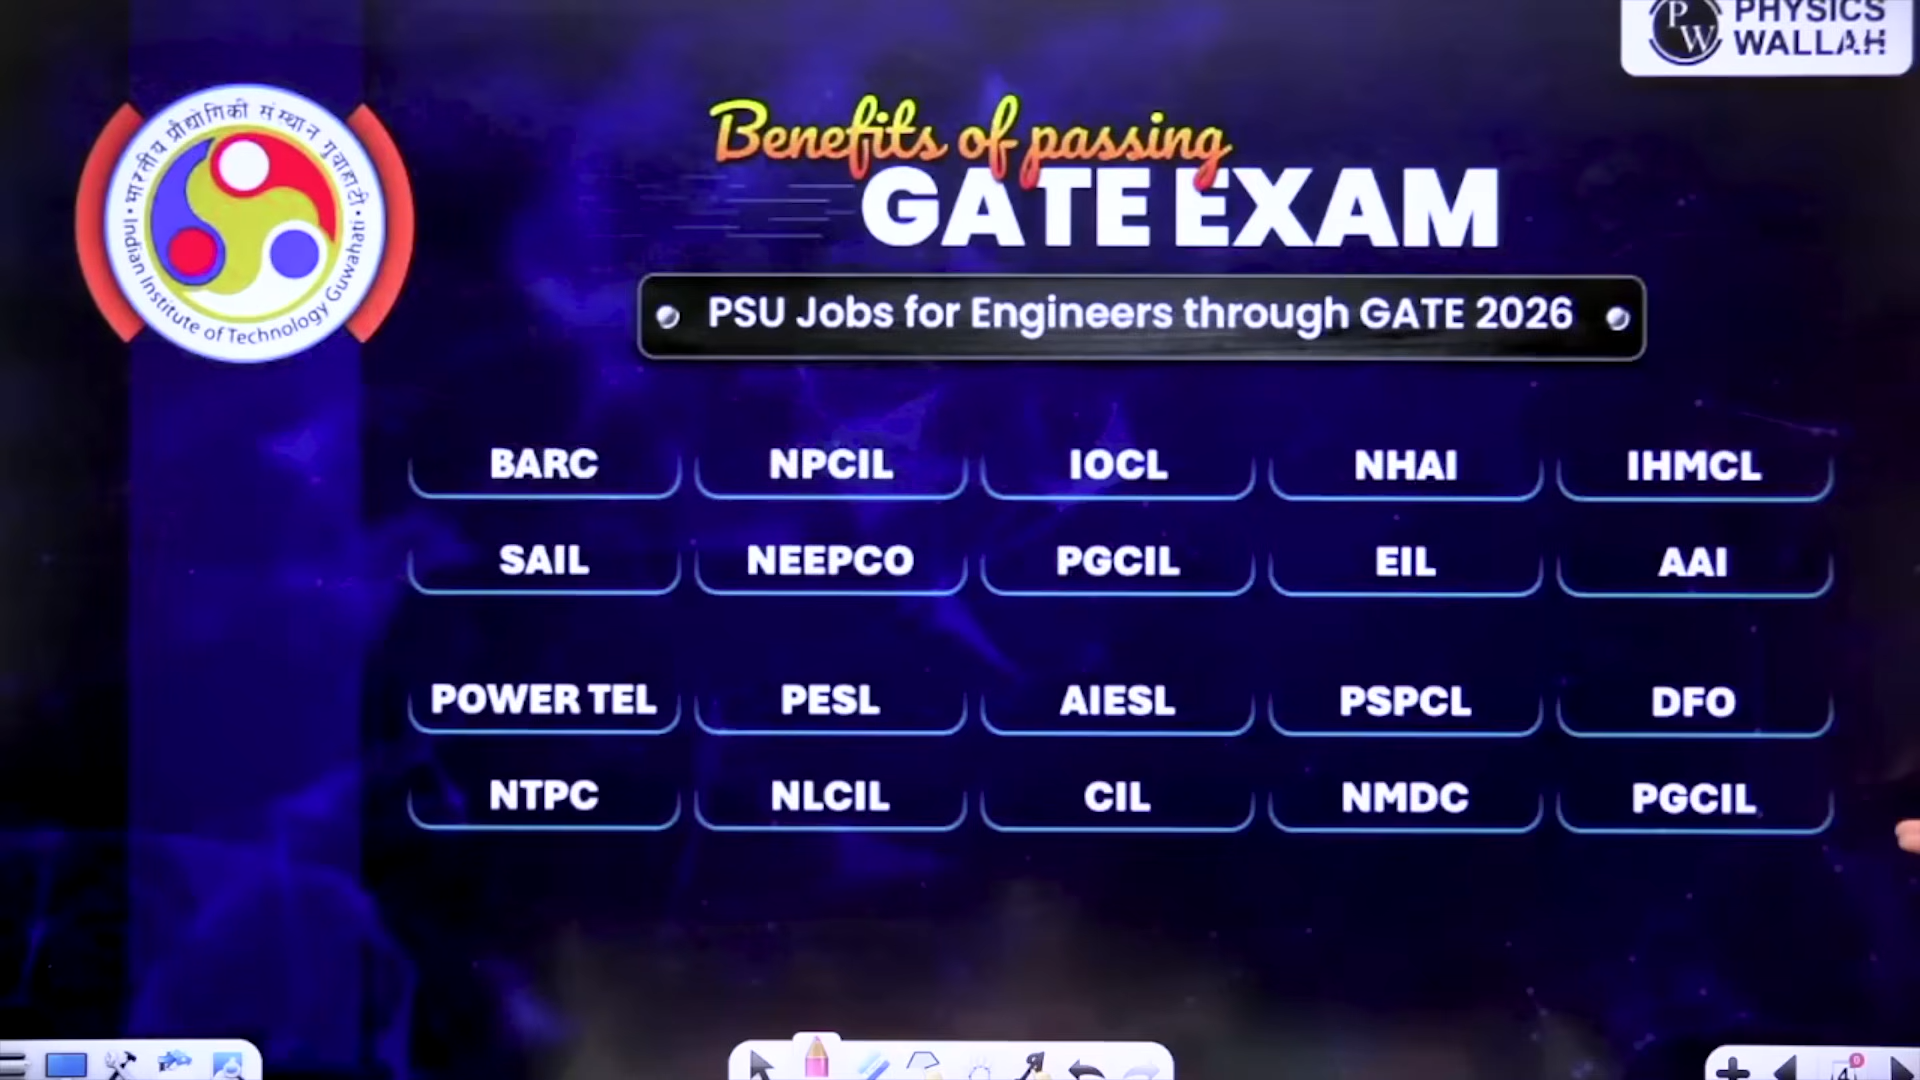 PHYSICS
WALLAH
PW
भारतीय प्रौद्योगिकी संस्थान गुवाहाटी
Indian Institute of Technology Guwahati
Benefits of passing
GATE EXAM
PSU Jobs for Engineers through GATE 2026
BARC NPCIL IOCL NHAI IHMCL
SAIL NEEPCO PGCIL EIL AAI
POWER TEL PESL AIESL PSPCL DFO
NTPC NLCIL CIL NMDC PGCIL